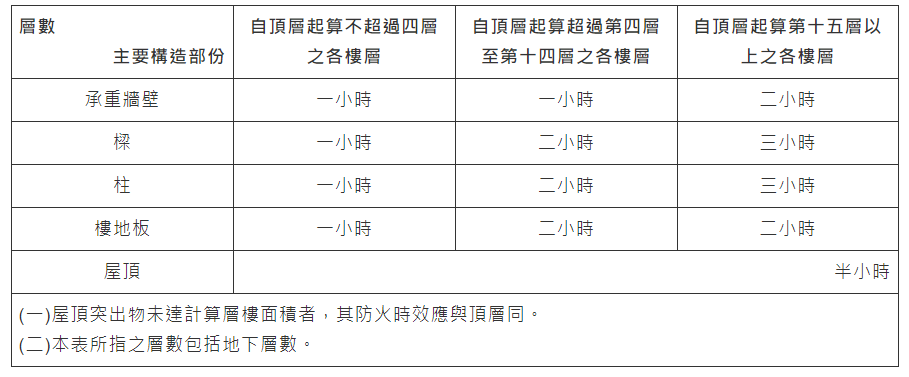 層數
主要構造部份
自頂層起算不超過四層
之各樓層
自頂層起算超過第四層
至第十四層之各樓層
自頂層起算第十五層以
上之各樓層
承重牆壁 一小時 一小時 二小時
樑 一小時 二小時 三小時
柱 一小時 二小時 三小時
樓地板 一小時 二小時 二小時
屋頂 半小時
(一)屋頂突出物未達計算層樓面積者，其防火時效應與頂層同。
(二)本表所指之層數包括地下層數。